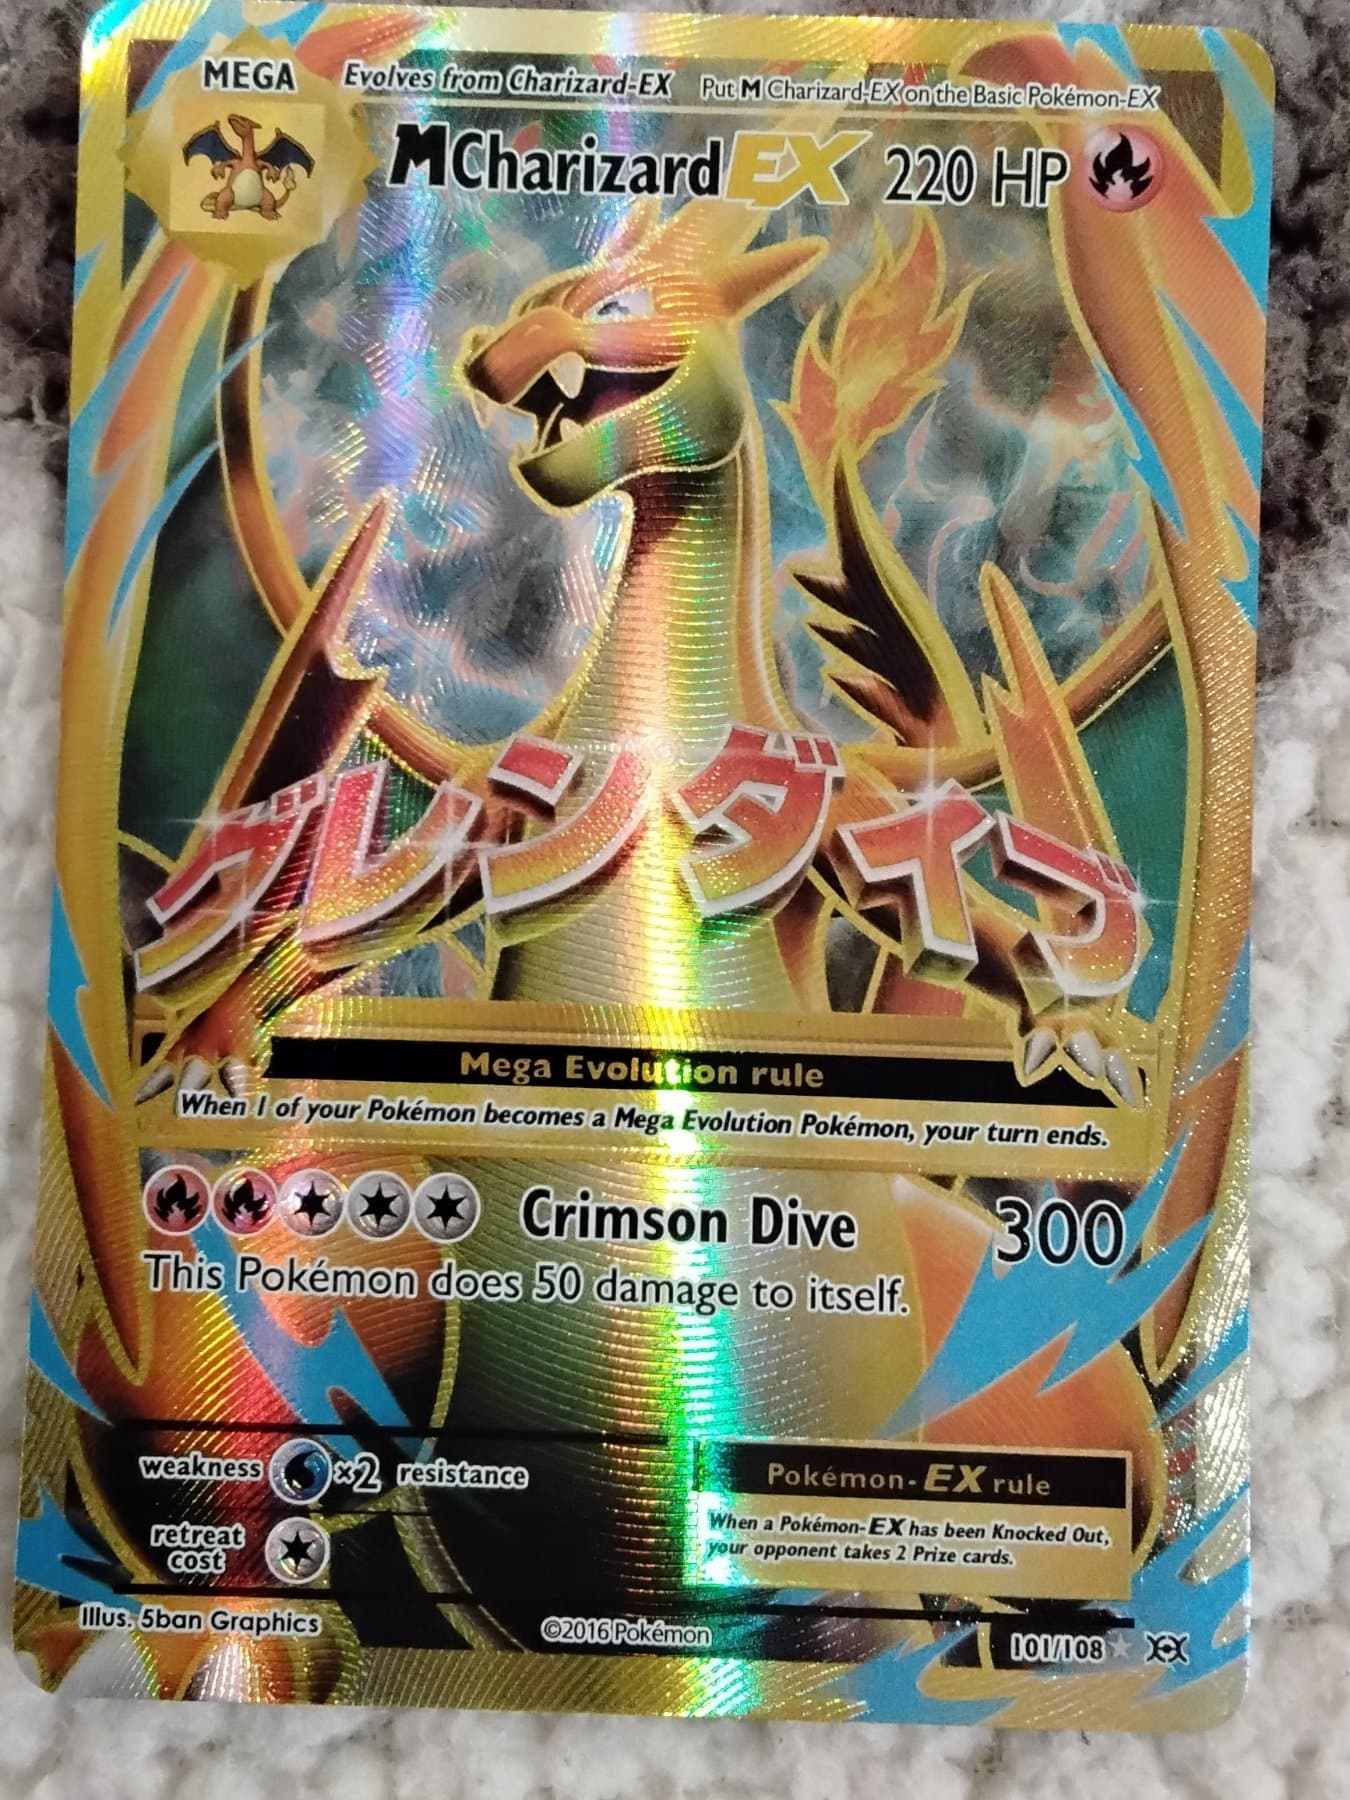 MEGA Evolves from Charizard-EX Put M Charizard-EX on the Basic Pokémon-EX
MCharizard EX 220 HP
グレンダイブ
Mega Evolution rule
When 1 of your Pokémon becomes a Mega Evolution Pokémon, your turn ends.
Crimson Dive 300
This Pokémon does 50 damage to itself.
weakness ×2 resistance
retreat cost
Pokémon-EX rule
When a Pokémon-EX has been Knocked Out,
your opponent takes 2 Prize cards.
Illus. 5ban Graphics ©2016 Pokémon 101/108